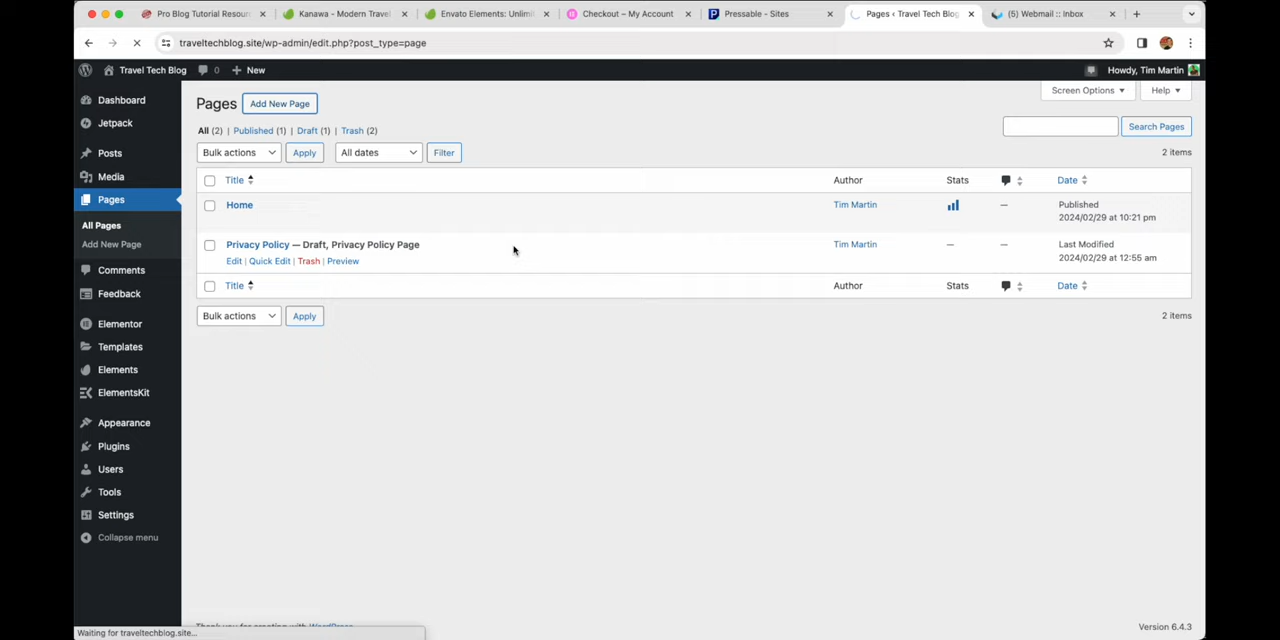 Pro Blog Tutorial Resour
Kanawa - Modern Travel
Envato Elements: Unlimi
Checkout – My Account
Pressable - Sites
Pages ‹ Travel Tech Blog
(5) Webmail :: Inbox
traveltechblog.site/wp-admin/edit.php?post_type=page
Travel Tech Blog 0 New Howdy, Tim Martin
Dashboard
Jetpack
Posts
Media
Pages
All Pages
Add New Page
Comments
Feedback
Elementor
Templates
Elements
ElementsKit
Appearance
Plugins
Users
Tools
Settings
Collapse menu
Screen Options Help
Pages Add New Page
All (2) | Published (1) | Draft (1) | Trash (2)
Search Pages
Bulk actions Apply All dates Filter
2 items
Title Author Stats Date
Home Tim Martin — Published
2024/02/29 at 10:21 pm
Privacy Policy — Draft, Privacy Policy Page Tim Martin — — Last Modified
Edit | Quick Edit | Trash | Preview 2024/02/29 at 12:55 am
Title Author Stats Date
Bulk actions Apply 2 items
Thank you for creating with WordPress
Version 6.4.3
Waiting for traveltechblog.site...